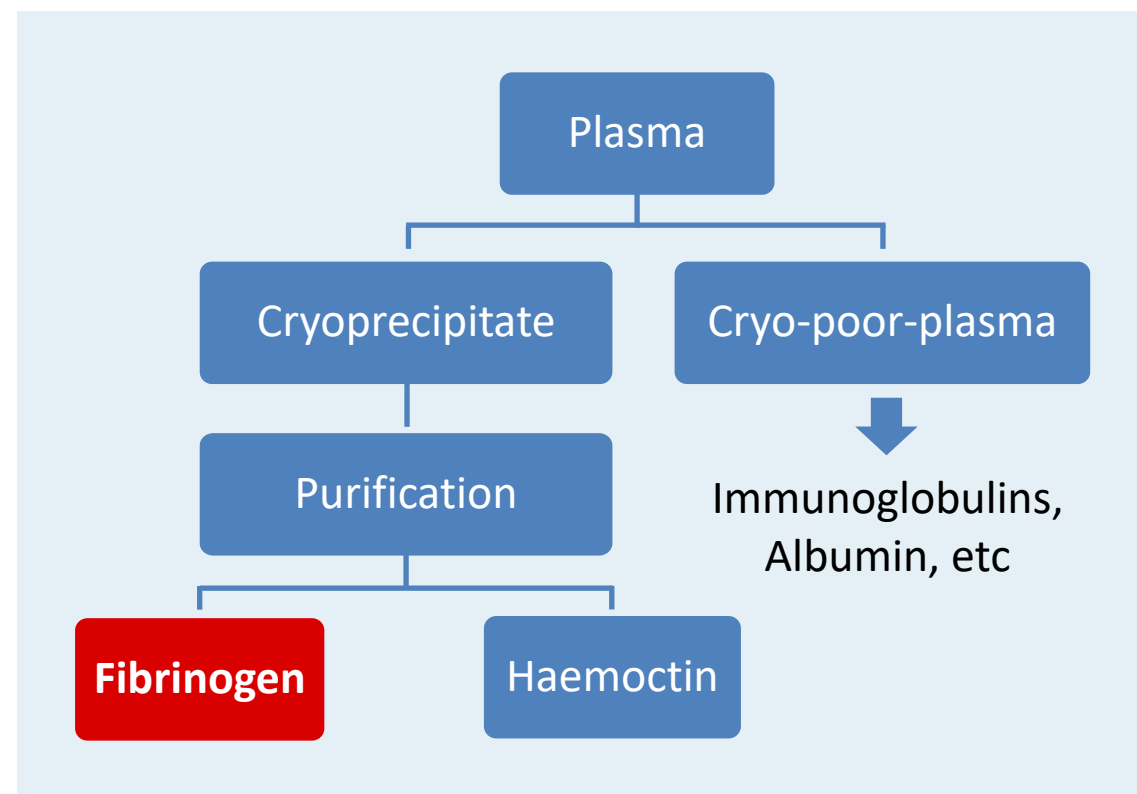 Plasma
Cryoprecipitate
Cryo-poor-plasma
Purification
Immunoglobulins,
Albumin, etc
Fibrinogen
Haemoctin